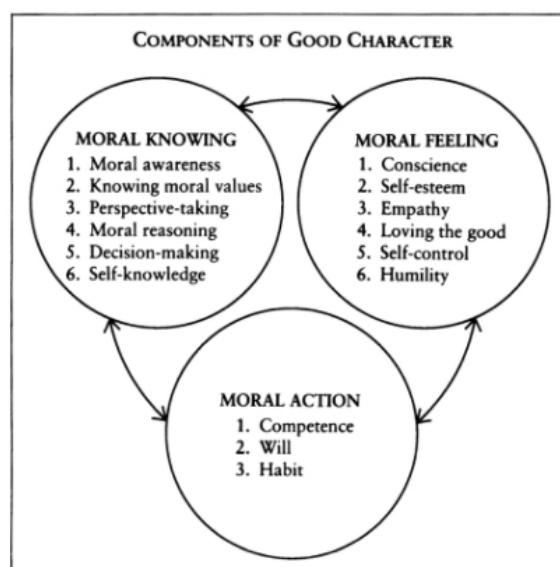 COMPONENTS OF GOOD CHARACTER
MORAL KNOWING
1. Moral awareness
2. Knowing moral values
3. Perspective-taking
4. Moral reasoning
5. Decision-making
6. Self-knowledge
MORAL FEELING
1. Conscience
2. Self-esteem
3. Empathy
4. Loving the good
5. Self-control
6. Humility
MORAL ACTION
1. Competence
2. Will
3. Habit